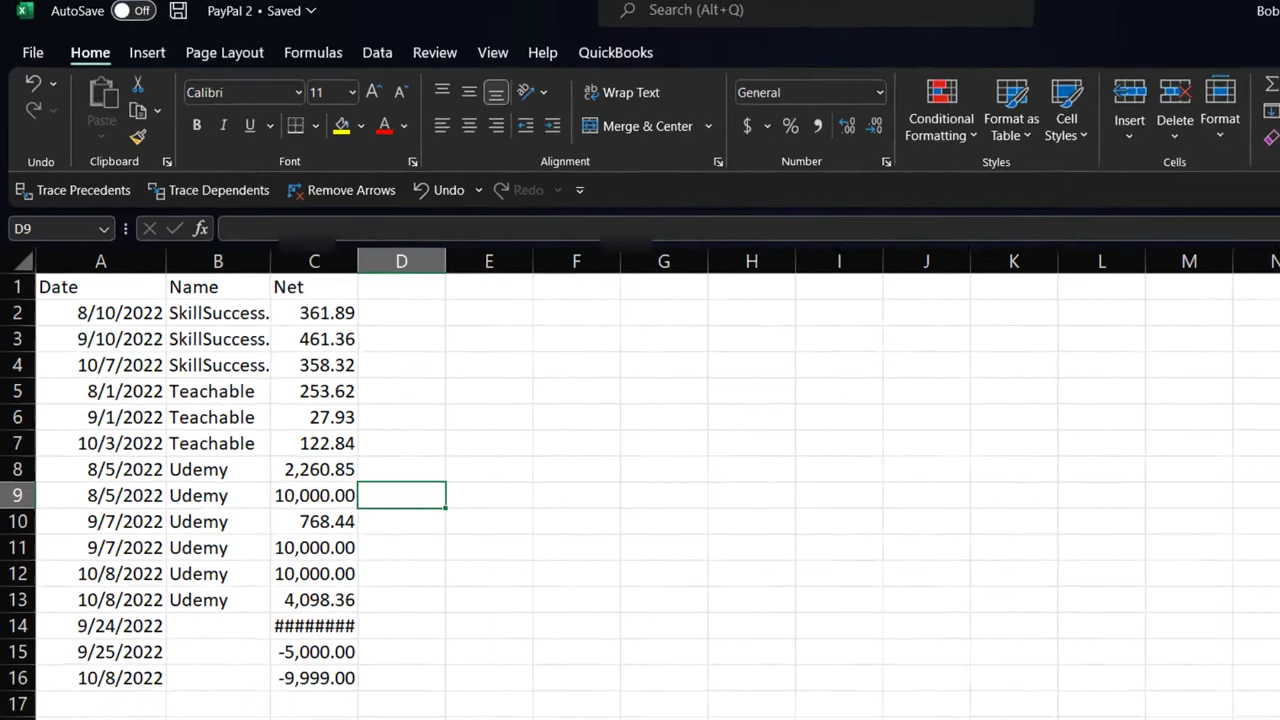 AutoSave Off PayPal 2 • Saved Search (Alt+Q) Bob
File Home Insert Page Layout Formulas Data Review View Help QuickBooks
Paste Calibri 11 A A Wrap Text General Conditional Formatting Format as Table Cell Styles Insert Delete Format
B I U A Merge & Center $ % ,
Undo Clipboard Font Alignment Number Styles Cells
Trace Precedents Trace Dependents Remove Arrows Undo Redo
D9 fx
A B C D E F G H I J K L M N
1 Date Name Net
2 8/10/2022 SkillSuccess. 361.89
3 9/10/2022 SkillSuccess. 461.36
4 10/7/2022 SkillSuccess. 358.32
5 8/1/2022 Teachable 253.62
6 9/1/2022 Teachable 27.93
7 10/3/2022 Teachable 122.84
8 8/5/2022 Udemy 2,260.85
9 8/5/2022 Udemy 10,000.00
10 9/7/2022 Udemy 768.44
11 9/7/2022 Udemy 10,000.00
12 10/8/2022 Udemy 10,000.00
13 10/8/2022 Udemy 4,098.36
14 9/24/2022 ########
15 9/25/2022 -5,000.00
16 10/8/2022 -9,999.00
17